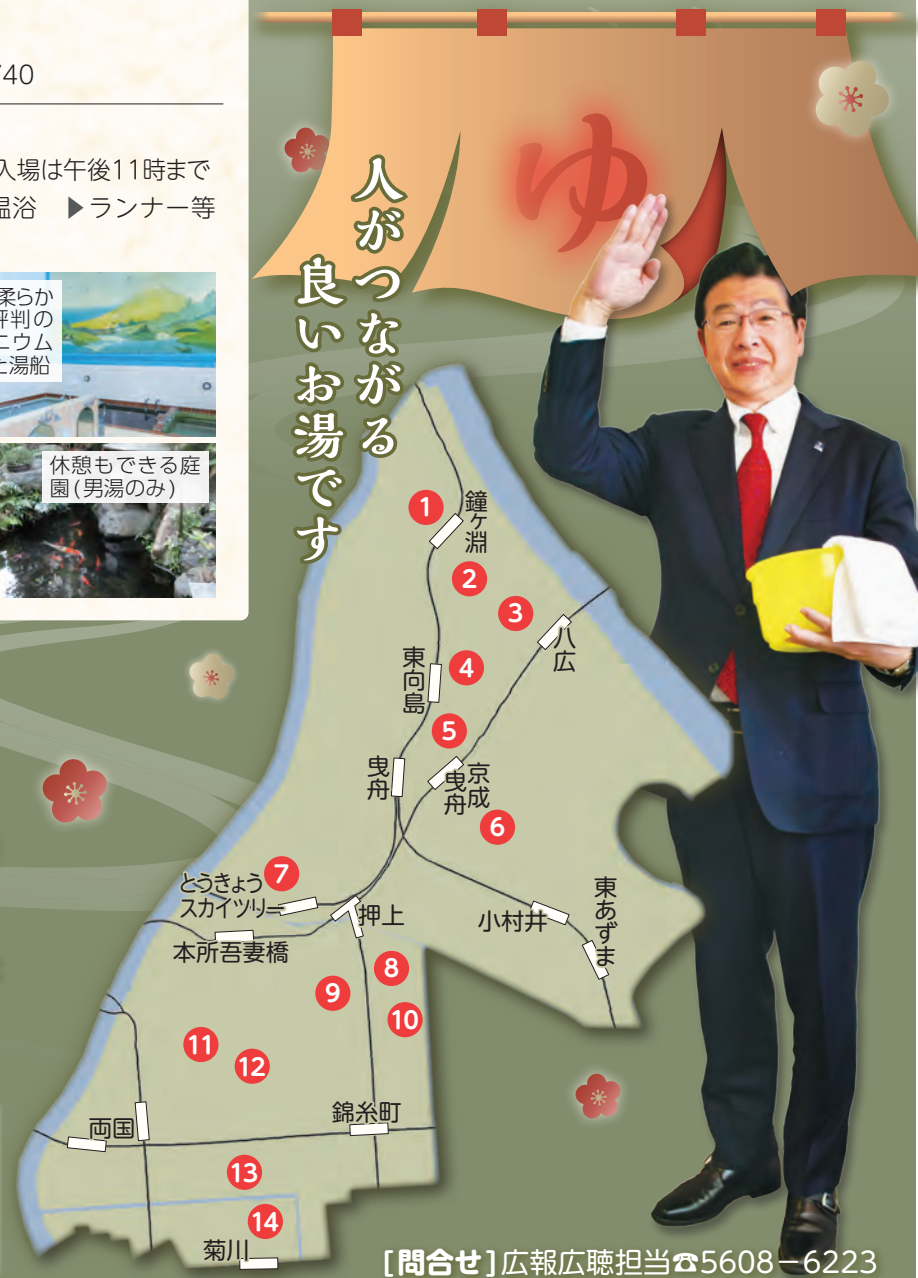 740
入場は午後11時まで
温浴　▶ランナー等
柔らか
評判の
ニウム
た湯船
休憩もできる庭
園(男湯のみ)
ゆ
人がつながる
良いお湯です
1
鐘ヶ淵
2
3
八広
4
東向島
5
曳舟
京成
曳舟
6
7
とうきょう
スカイツリー
押上
小村井
東あずま
本所吾妻橋
8
9
10
11
12
両国
錦糸町
13
14
菊川
[問合せ]広報広聴担当☎5608−6223